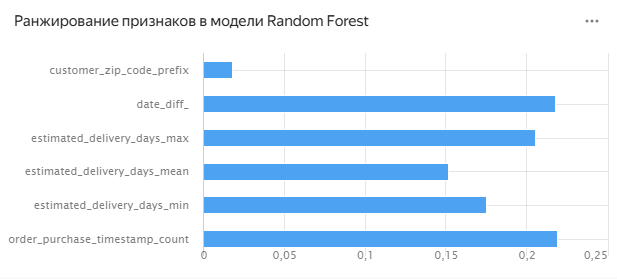 Ранжирование признаков в модели Random Forest
customer_zip_code_prefix
date_diff_
estimated_delivery_days_max
estimated_delivery_days_mean
estimated_delivery_days_min
order_purchase_timestamp_count
0 0,05 0,1 0,15 0,2 0,25